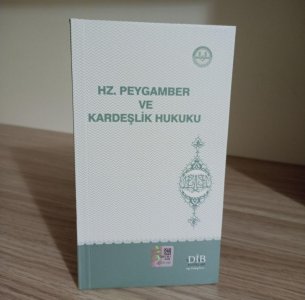 HZ. PEYGAMBER
VE
KARDEŞLİK HUKUKU
DİB